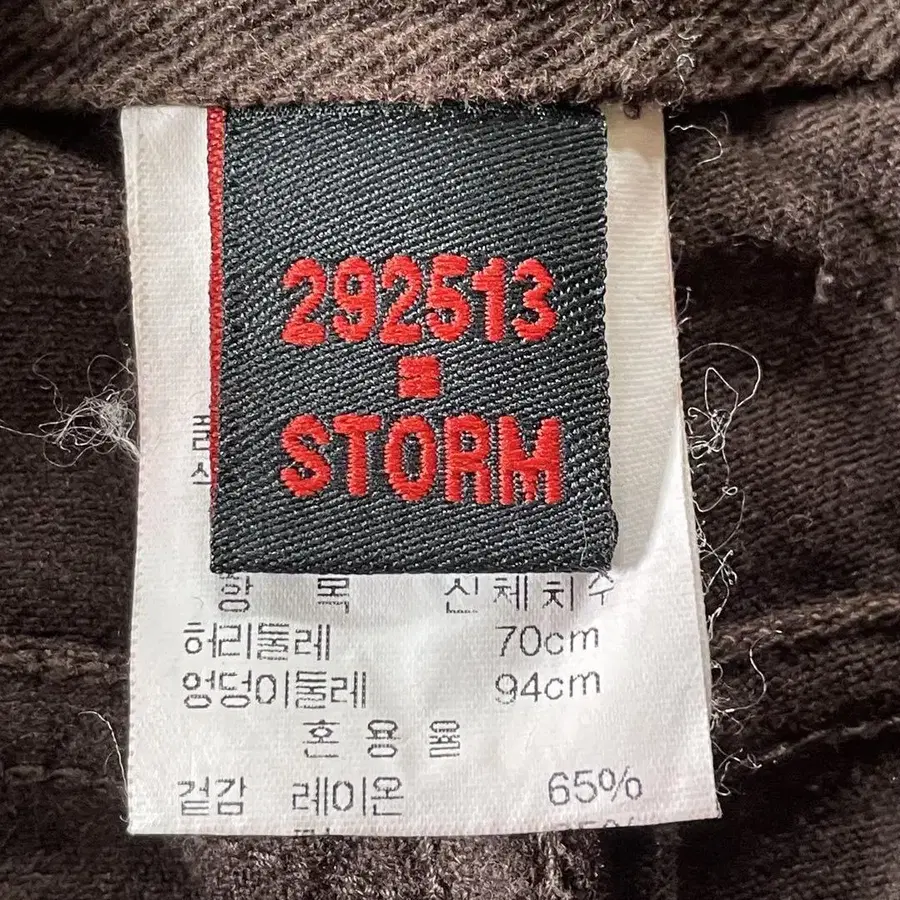 292513
STORM
항 목 신체치수
허리둘레 70cm
엉덩이둘레 94cm
혼용율
겉감 레이온 65%